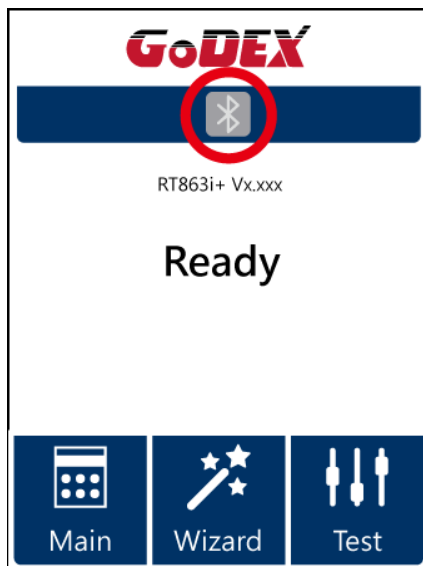 GoDEX
RT863i+ Vx.xxx
Ready
Main
Wizard
Test